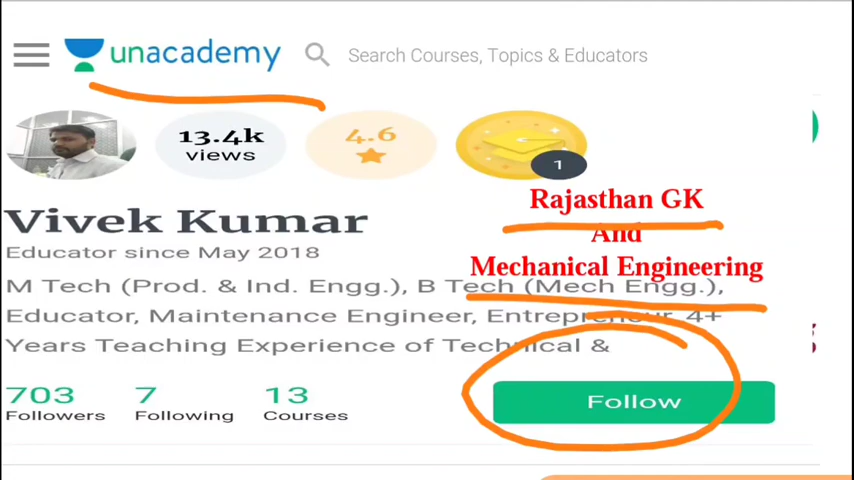 unacademy
Search Courses, Topics & Educators
13.4k
views
4.6
1
Rajasthan GK
And
Mechanical Engineering
Vivek Kumar
Educator since May 2018
M Tech (Prod. & Ind. Engg.), B Tech (Mech Engg.),
Educator, Maintenance Engineer, Entrepreneur, 4+
Years Teaching Experience of Technical &
703
Followers
7
Following
13
Courses
Follow